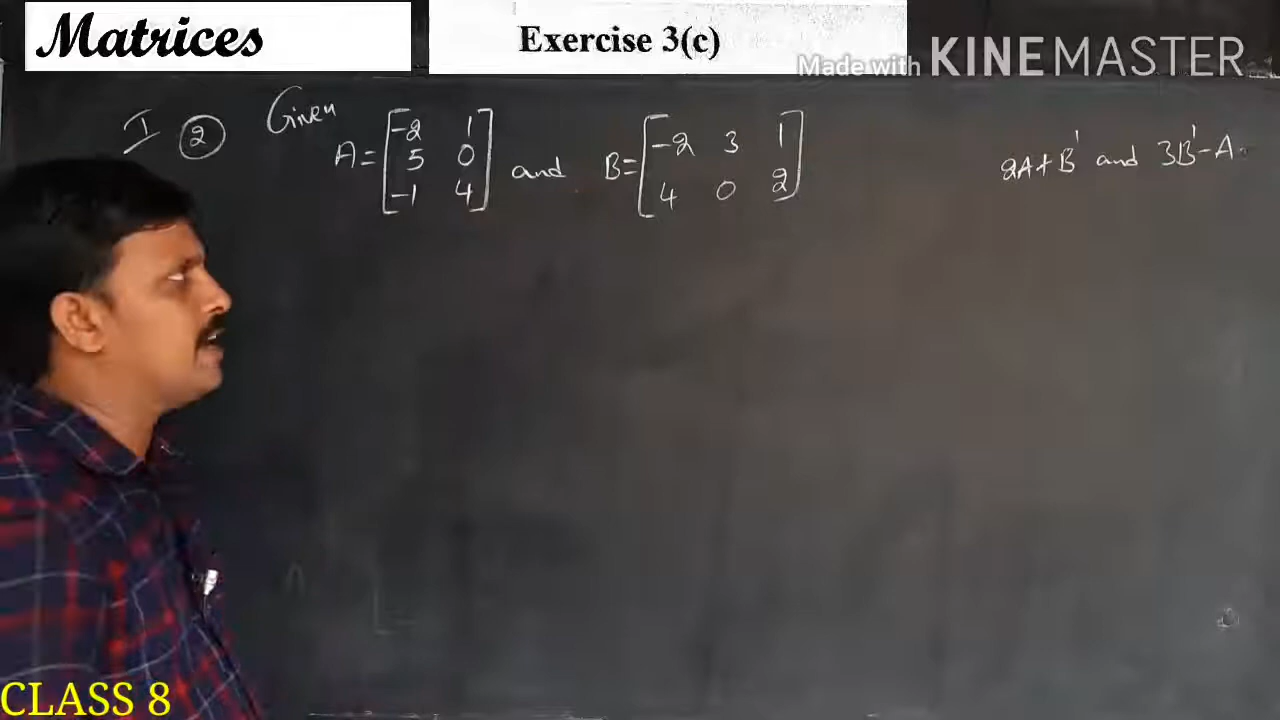 Matrices
Exercise 3(c)
Made with KINEMASTER
I ② Given
A = [-2 1
5 0
-1 4] and B = [-2 3 1
4 0 2]
2A+B' and 3B'-A.
CLASS 8